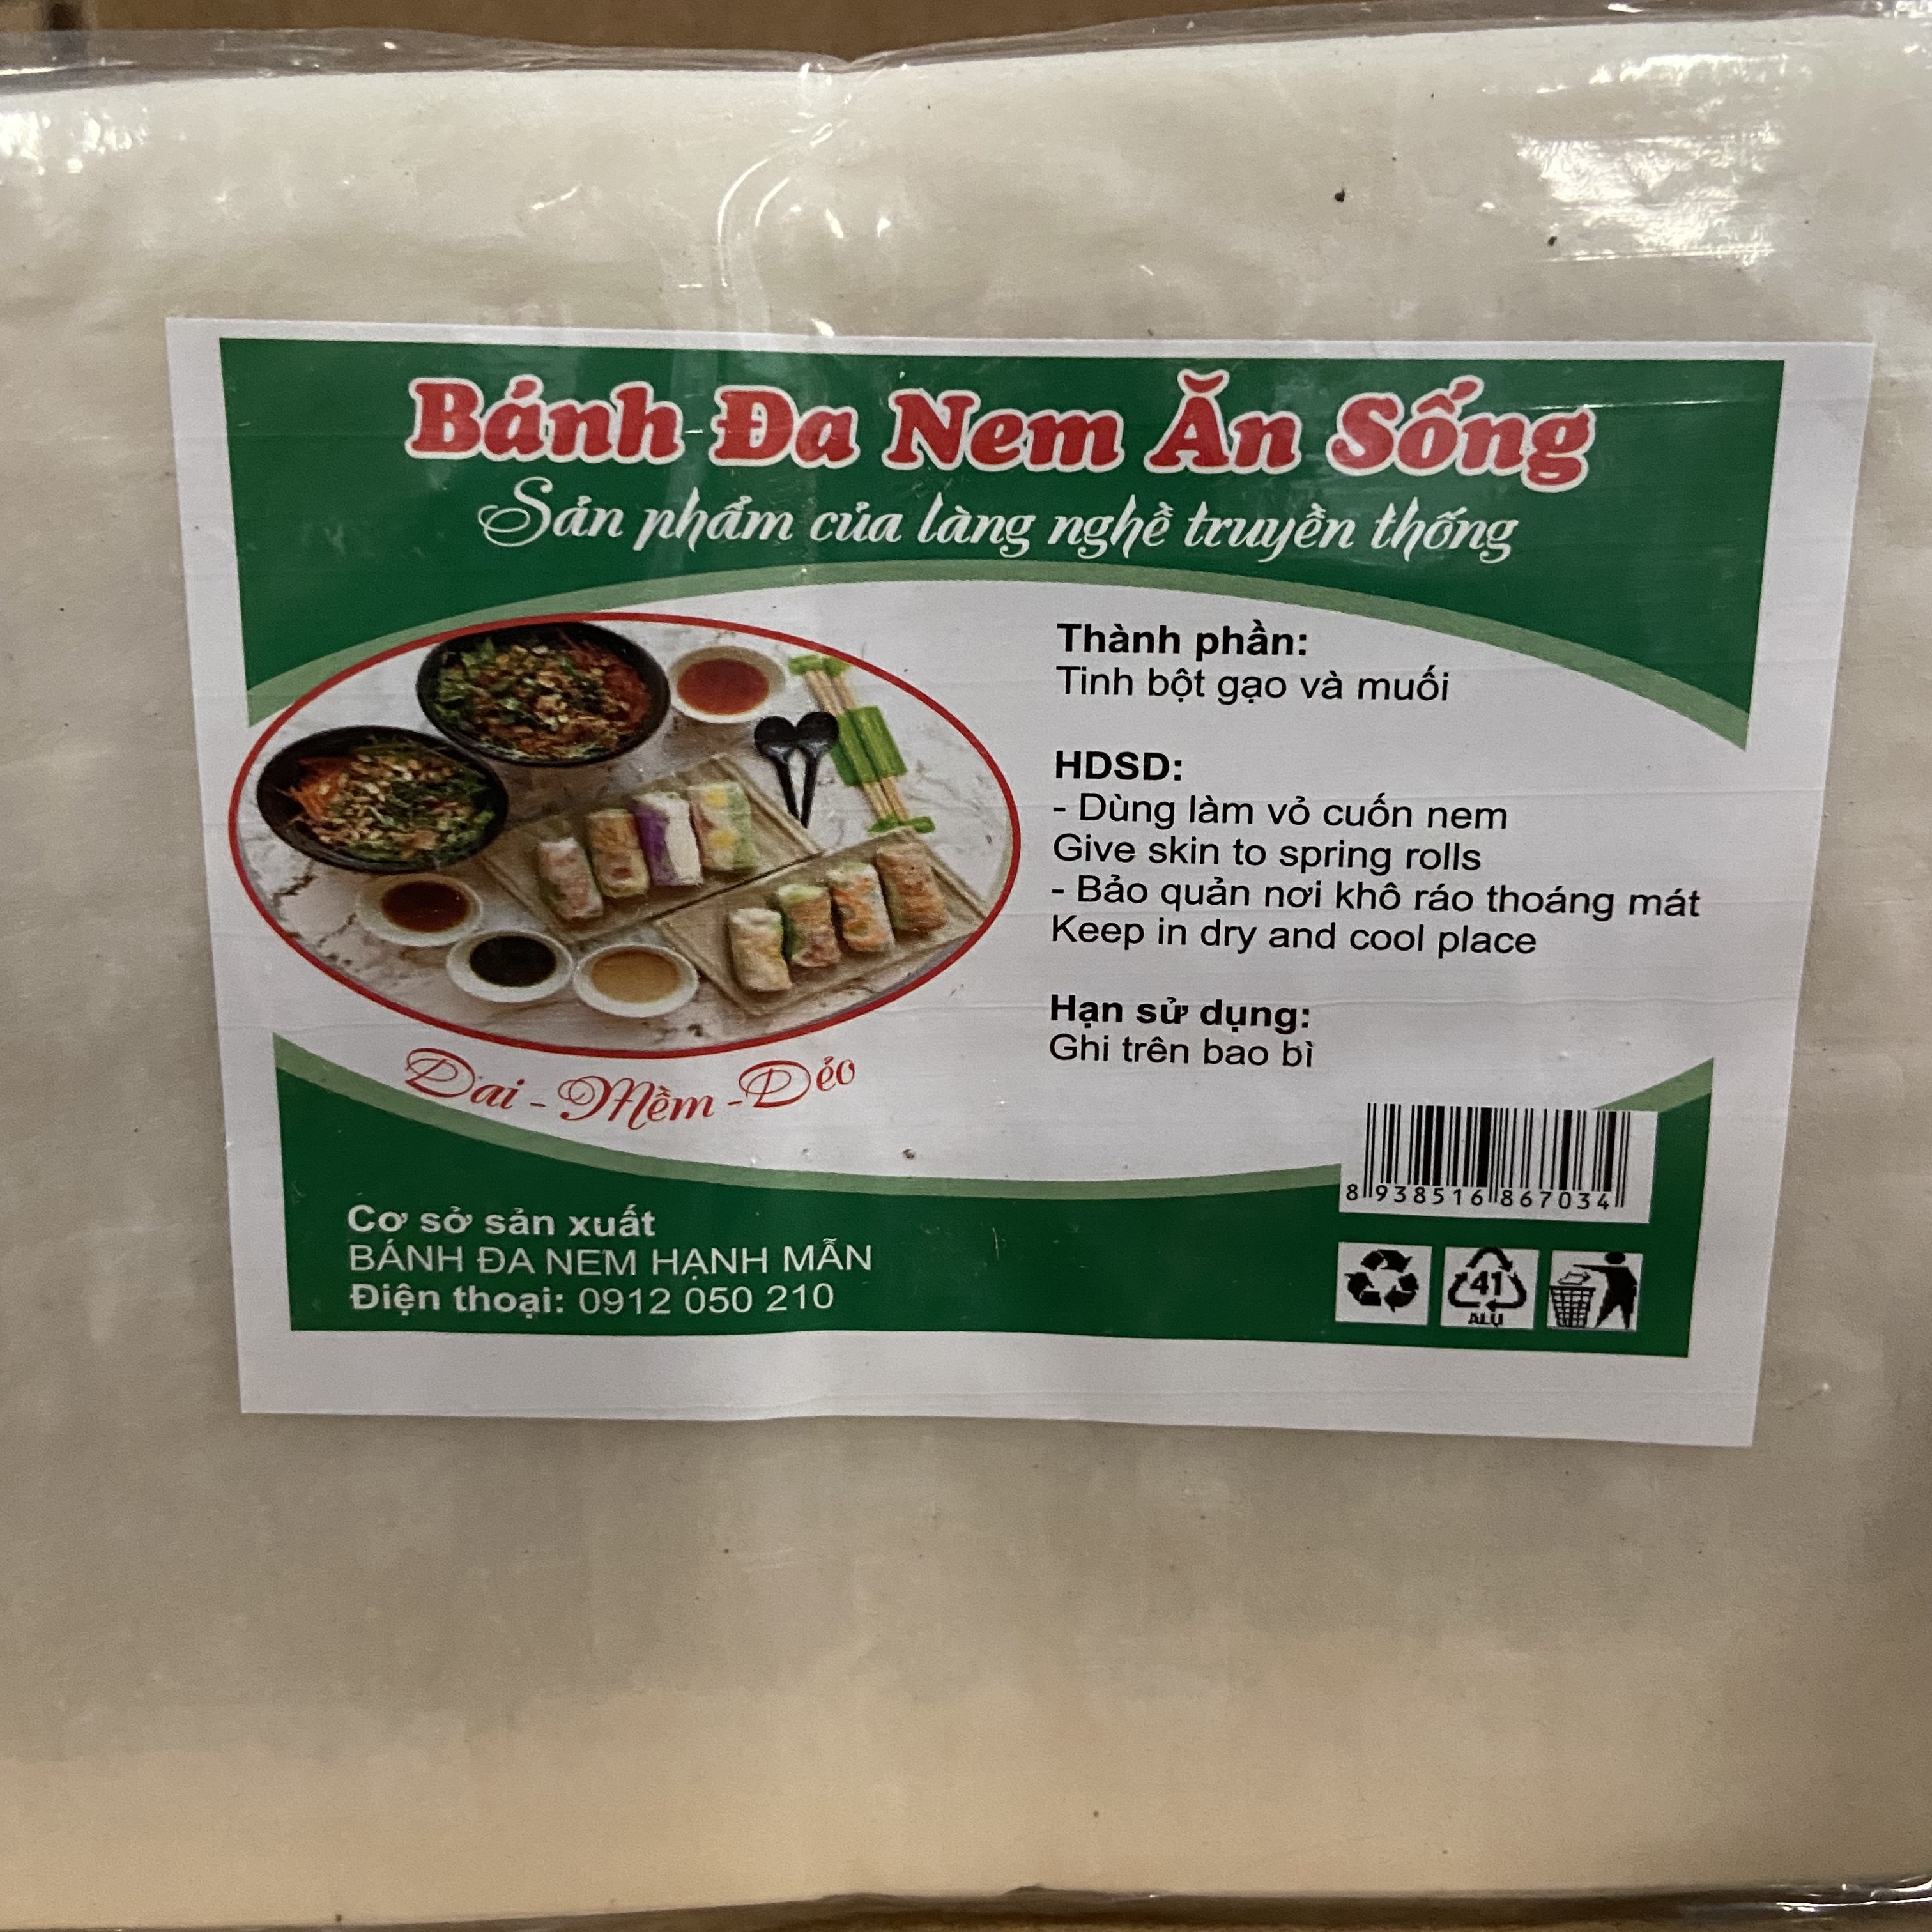 Bánh Đa Nem Ăn Sống
Sản phẩm của làng nghề truyền thống
Thành phần:
Tinh bột gạo và muối
HDSD:
- Dùng làm vỏ cuốn nem
Give skin to spring rolls
- Bảo quản nơi khô ráo thoáng mát
Keep in dry and cool place
Hạn sử dụng:
Ghi trên bao bì
Dai - Mềm - Dẻo
Cơ sở sản xuất
BÁNH ĐA NEM HẠNH MẪN
Điện thoại: 0912 050 210
8 938516 867034
41
ALU